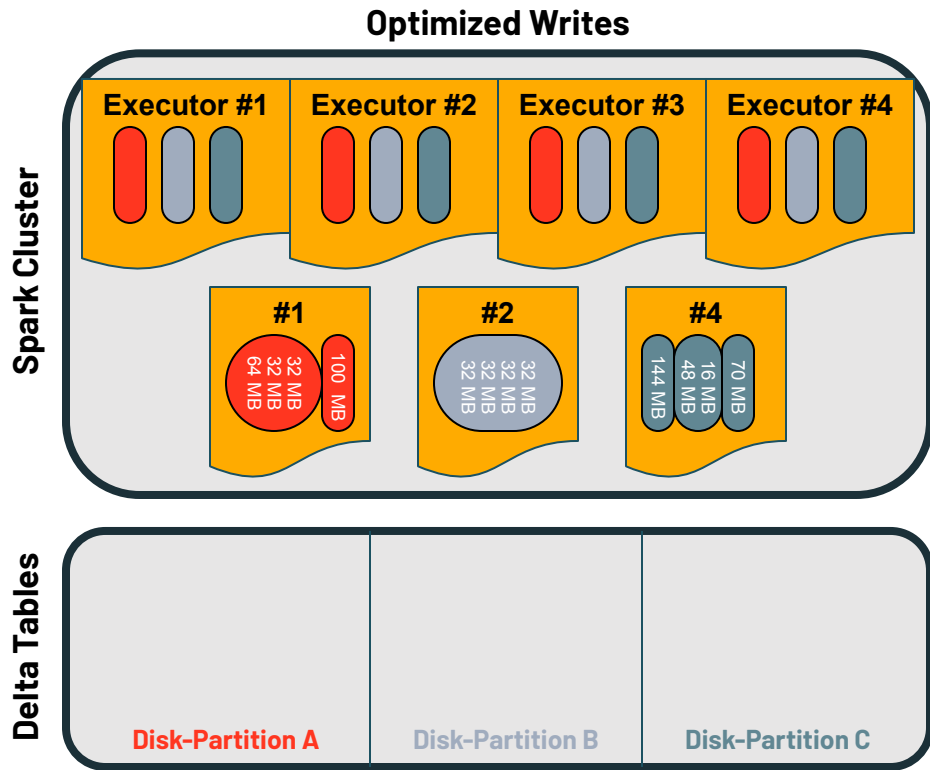 Optimized Writes
Spark Cluster
Executor #1
Executor #2
Executor #3
Executor #4
#1
32 MB
32 MB
64 MB
100 MB
#2
32 MB
32 MB
32 MB
32 MB
#4
144 MB
16 MB
48 MB
70 MB
Delta Tables
Disk-Partition A
Disk-Partition B
Disk-Partition C